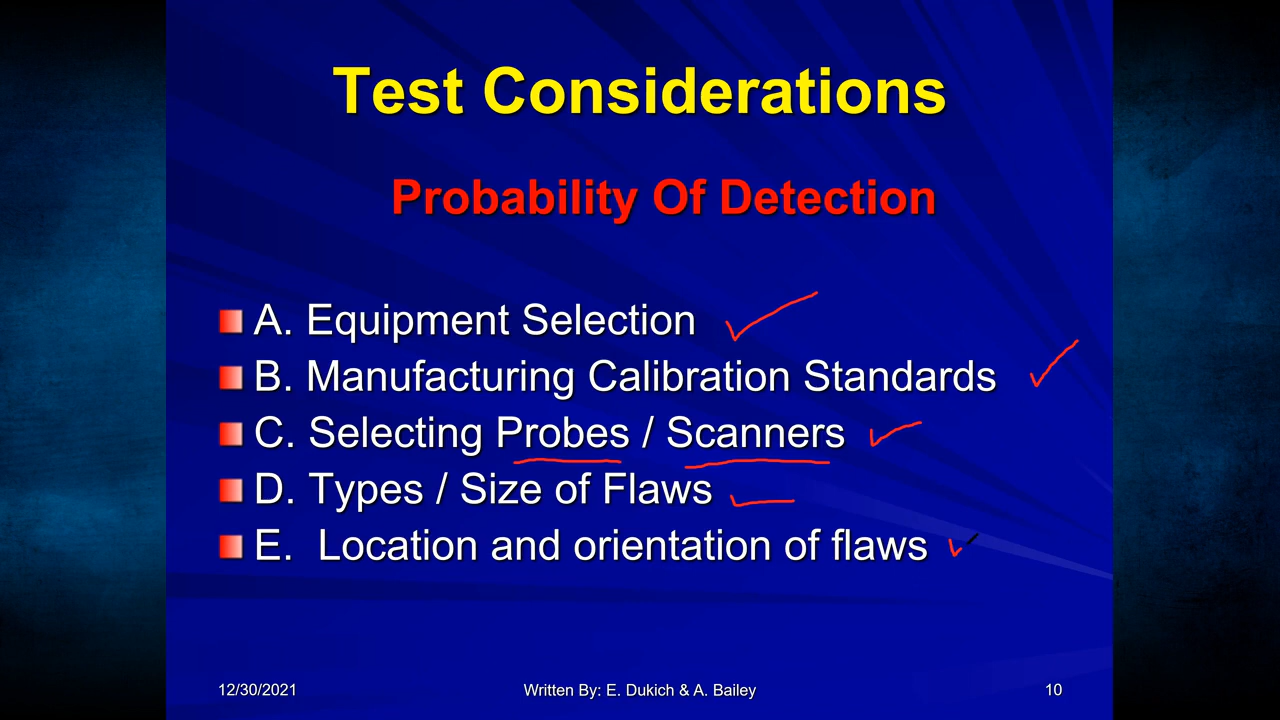 Test Considerations
Probability Of Detection
A. Equipment Selection
B. Manufacturing Calibration Standards
C. Selecting Probes / Scanners
D. Types / Size of Flaws
E. Location and orientation of flaws
12/30/2021 Written By: E. Dukich & A. Bailey 10